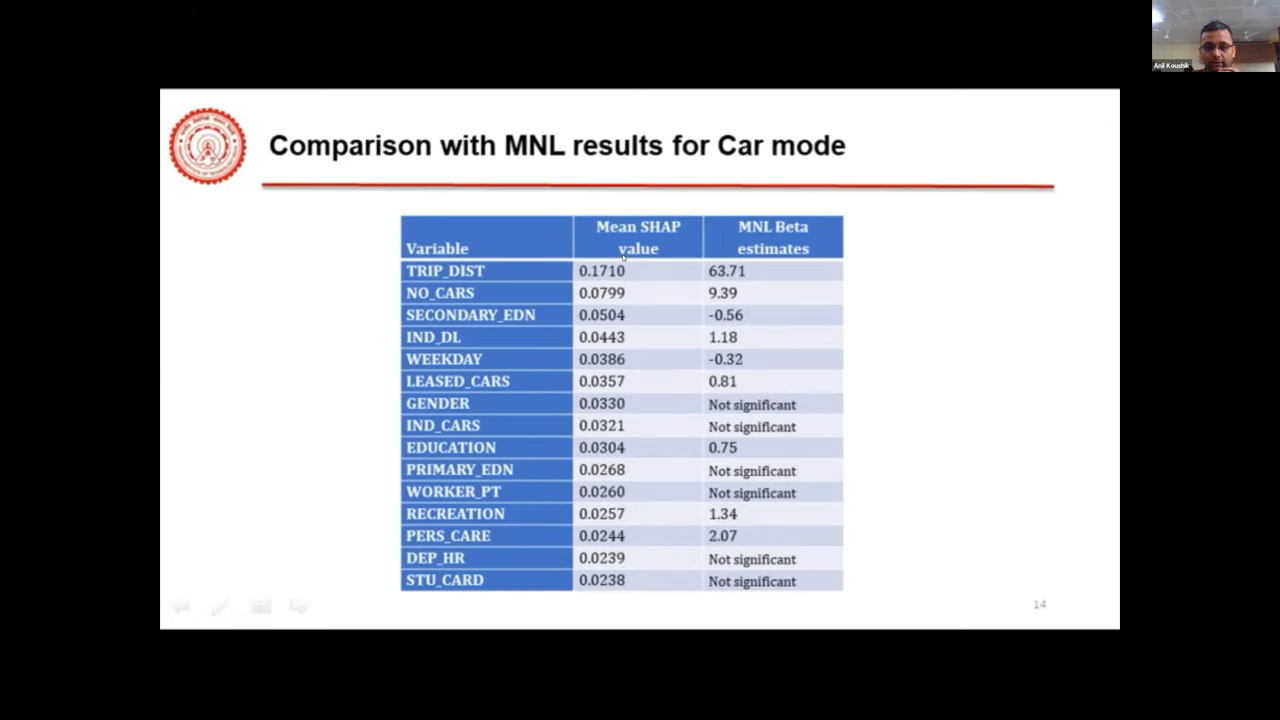 Anil Koushik
Comparison with MNL results for Car mode
Variable Mean SHAP value MNL Beta estimates
TRIP_DIST 0.1710 63.71
NO_CARS 0.0799 9.39
SECONDARY_EDN 0.0504 -0.56
IND_DL 0.0443 1.18
WEEKDAY 0.0386 -0.32
LEASED_CARS 0.0357 0.81
GENDER 0.0330 Not significant
IND_CARS 0.0321 Not significant
EDUCATION 0.0304 0.75
PRIMARY_EDN 0.0268 Not significant
WORKER_PT 0.0260 Not significant
RECREATION 0.0257 1.34
PERS_CARE 0.0244 2.07
DEP_HR 0.0239 Not significant
STU_CARD 0.0238 Not significant
14